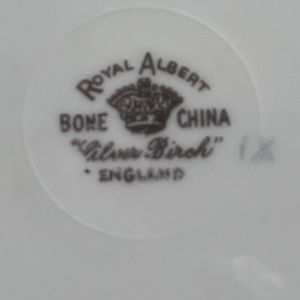 ROYAL ALBERT
BONE CHINA
"Silver Birch"
ENGLAND